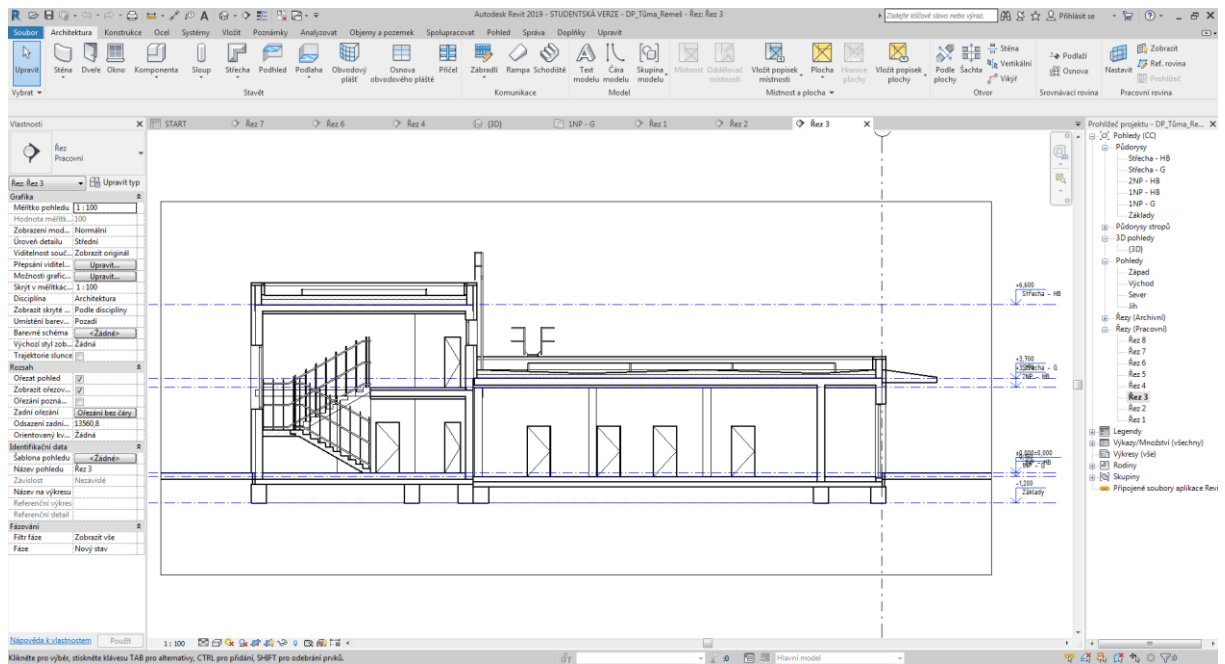 Autodesk Revit 2019 - STUDENTSKÁ VERZE - DP_Tůma_Remeš - Řez: Řez 3
Zadejte klíčové slovo nebo výraz.
Přihlásit se
Soubor Architektura Konstrukce Ocel Systémy Vložit Poznámky Analyzovat Objemy a pozemek Spolupracovat Pohled Správa Doplňky Upravit
Upravit
Stěna Dveře Okno Komponenta Sloup Střecha Podhled Podlaha Obvodový plášť Osnova obvodového pláště Příčel
Zábradlí Rampa Schodiště
Text modelu Čára modelu Skupina modelu
Místnost Oddělovač místností Vložit popisek místnosti Plocha Hranice plochy Vložit popisek plochy
Podle plochy Šachta Stěna Vertikální Vikýř
Podlaží Osnova
Nastavit Zobrazit Ref. rovina Prohlížeč
Vybrat Stavět Komunikace Model Místnost a plocha Otvor Srovnávací rovina Pracovní rovina
Vlastnosti
START Řez 7 Řez 6 Řez 4 {3D} 1NP - G Řez 1 Řez 2 Řez 3
Řez
Pracovní
Řez: Řez 3 Upravit typ
Grafika
Měřítko pohledu 1 : 100
Hodnota měřítk... 100
Zobrazení mod... Normální
Úroveň detailu Střední
Viditelnost souč... Zobrazit originál
Přepsání viditel... Upravit...
Možnosti grafic... Upravit...
Skrýt v měřítkác... 1 : 100
Disciplína Architektura
Zobrazit skryté ... Podle disciplíny
Umístění barev... Pozadí
Barevné schéma <Žádné>
Výchozí styl zob... Žádná
Trajektorie slunce
Rozsah
Ořezat pohled
Zobrazit ořezov...
Ořezání pozná...
Zadní ořezání Ořezání bez čáry
Odsazení zadní... 13560,8
Orientovaný kv... Žádná
Identifikační data
Šablona pohledu <Žádné>
Název pohledu Řez 3
Závislost Nezávislé
Název na výkresu
Referenční výkres
Referenční detail
Fázování
Filtr fáze Zobrazit vše
Fáze Nový stav
Nápověda k vlastnostem Použít
+6,600
Střecha - HB
+3,700
2NP - HB
-1,200
Základy
Prohlížeč projektu - DP_Tůma_Re...
Pohledy (CC)
Půdorysy
Střecha - HB
Střecha - G
2NP - HB
1NP - HB
1NP - G
Základy
Půdorysy stropů
3D pohledy
{3D}
Pohledy
Západ
Východ
Sever
Jih
Řezy (Archivní)
Řezy (Pracovní)
Řez 8
Řez 7
Řez 6
Řez 5
Řez 4
Řez 3
Řez 2
Řez 1
Legendy
Výkazy/Množství (všechny)
Výkresy (vše)
Rodiny
Skupiny
Připojené soubory aplikace Revi
1 : 100
Klikněte pro výběr, stiskněte klávesu TAB pro alternativy, CTRL pro přidání, SHIFT pro odebrání prvků.
:0
Hlavní model
:0